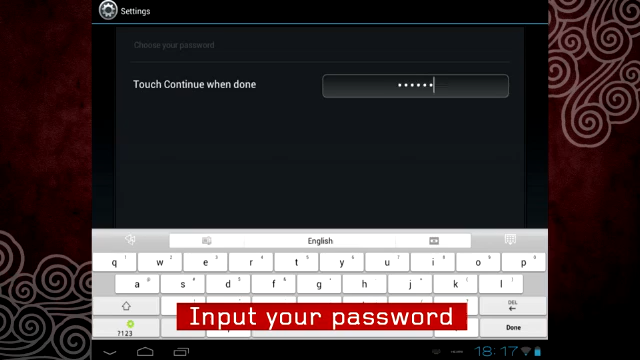 Settings
Choose your password
Touch Continue when done
••••••
English
q w e r t y u i o p
a s d f g h j k l
DEL
?123
Done
Input your password
18:17